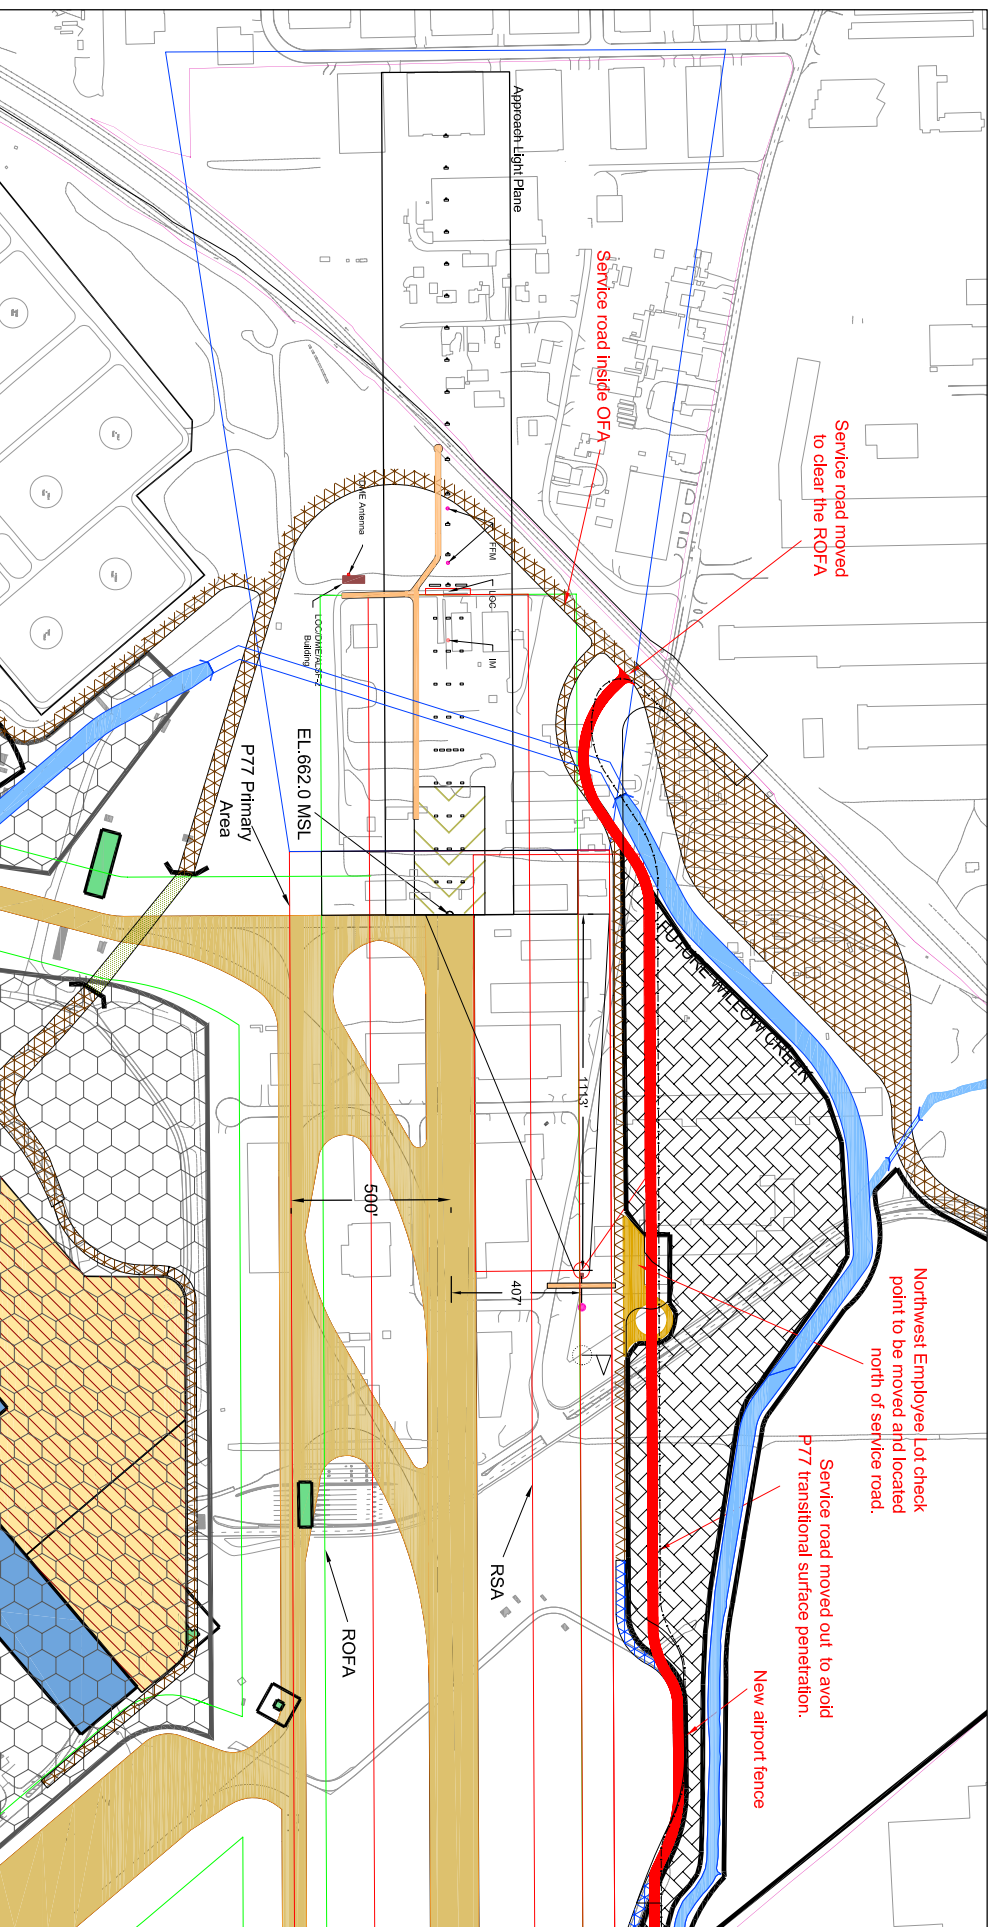 Approach Light Plane
Service road inside OFA
Service road moved
to clear the ROFA
DME Antenna
FFM
LOC
IM
LOC/DME/ALSF-2
Building
EL.662.0 MSL
P77 Primary
Area
FUTURE WILLOW CREEK
1113'
500'
407'
Northwest Employee Lot check
point to be moved and located
north of service road.
Service road moved out to avoid
P77 transitional surface penetration.
RSA
ROFA
New airport fence